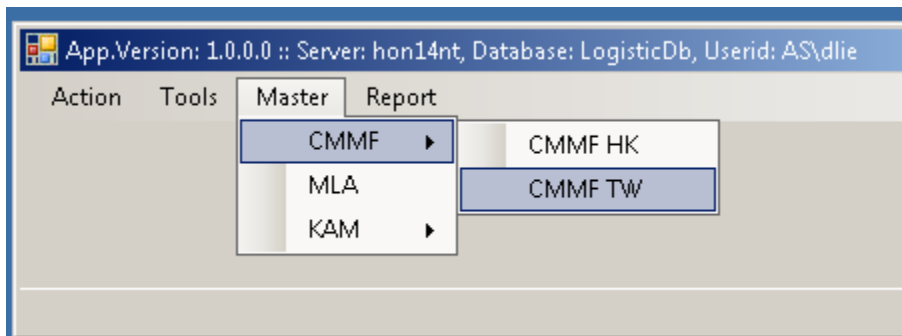 App.Version: 1.0.0.0 :: Server: hon14nt, Database: LogisticDb, Userid: AS\dlie
Action Tools Master Report
CMMF CMMF HK
MLA CMMF TW
KAM